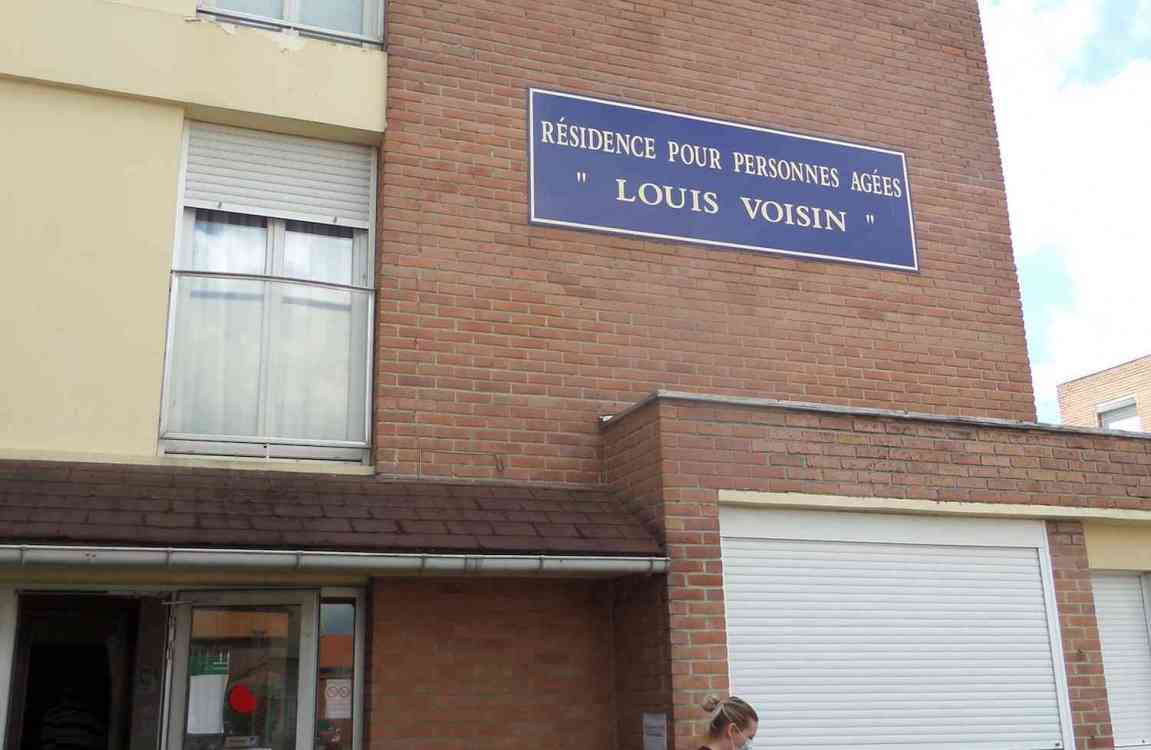 RÉSIDENCE POUR PERSONNES AGÉES
" LOUIS VOISIN "